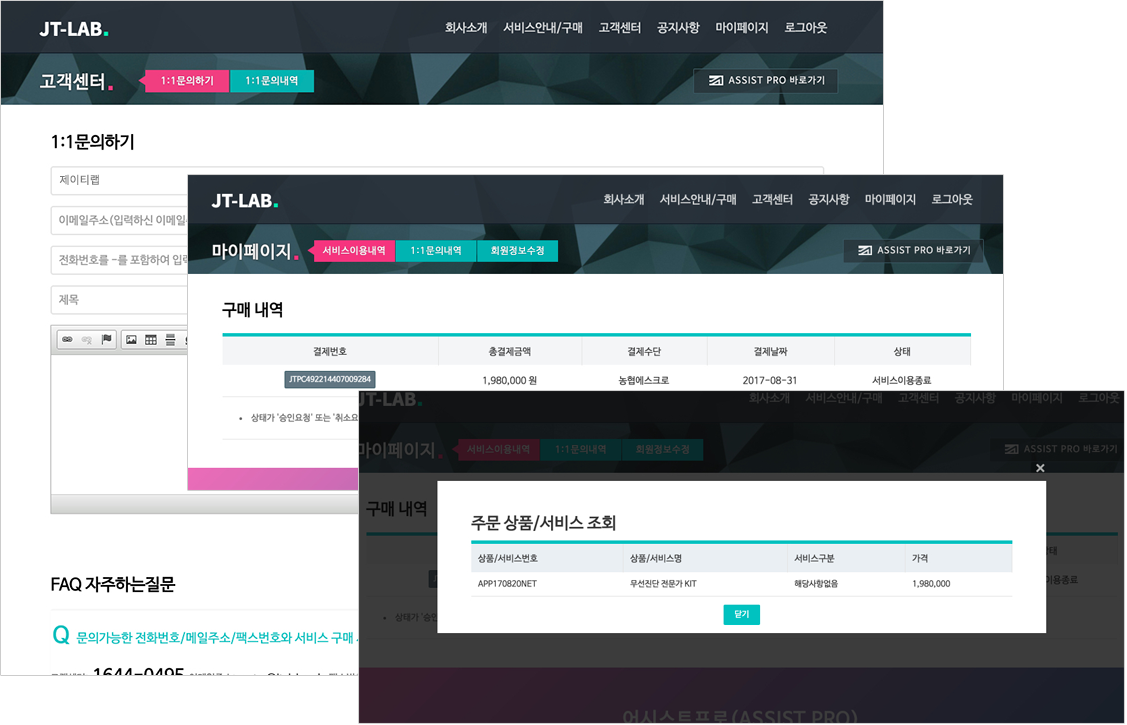 JT-LAB.
회사소개 서비스안내/구매 고객센터 공지사항 마이페이지 로그아웃
고객센터.
1:1문의하기 1:1문의내역
ASSIST PRO 바로가기
1:1문의하기
제이티랩
이메일주소(입력하신 이메일
전화번호를 -를 포함하여 입력
제목
JT-LAB.
회사소개 서비스안내/구매 고객센터 공지사항 마이페이지 로그아웃
마이페이지.
서비스이용내역 1:1문의내역 회원정보수정
ASSIST PRO 바로가기
구매 내역
결제번호 총결제금액 결제수단 결제날짜 상태
JTPC492214407009284 1,980,000 원 농협에스크로 2017-08-31 서비스이용종료
• 상태가 '승인요청' 또는 '취소요
JT-LAB.
회사소개 서비스안내/구매 고객센터 공지사항 마이페이지 로그아웃
마이페이지.
서비스이용내역 1:1문의내역 회원정보수정
ASSIST PRO 바로가기
×
구매 내역
상태
이용종료
• 상태가 '승인
주문 상품/서비스 조회
상품/서비스번호 상품/서비스명 서비스구분 가격
APP170820NET 무선진단 전문가 KIT 해당사항없음 1,980,000
닫기
FAQ 자주하는질문
Q 문의가능한 전화번호/메일주소/팩스번호와 서비스 구매
1644-0495
어시스트프로(ASSIST PRO)